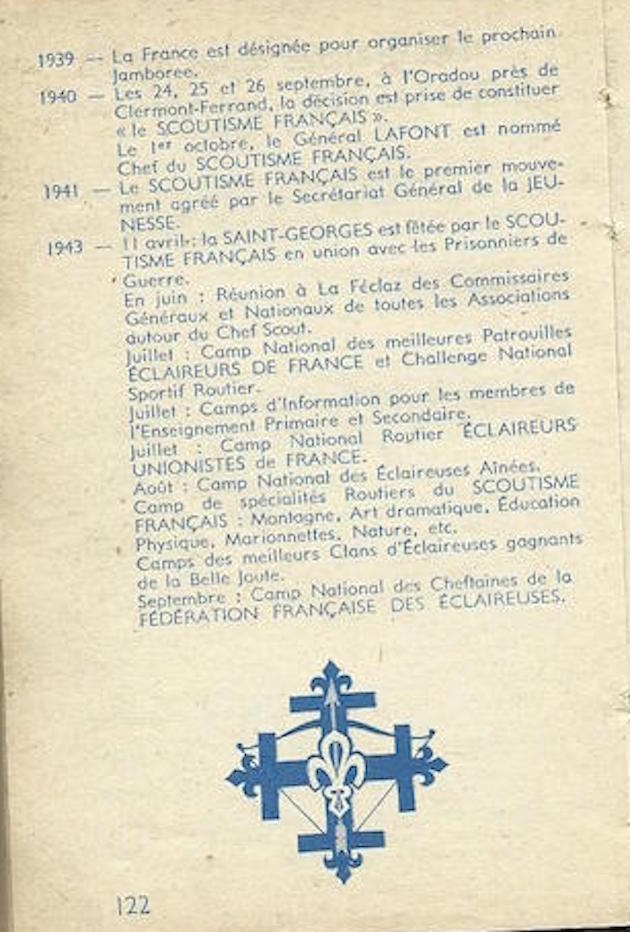 1939 — La France est désignée pour organiser le prochain
Jamboree.
1940 — Les 24, 25 et 26 septembre, à l'Oradou près de
Clermont-Ferrand, la décision est prise de constituer
« le SCOUTISME FRANÇAIS ».
Le 1er octobre, le Général LAFONT est nommé
Chef du SCOUTISME FRANÇAIS.
1941 — Le SCOUTISME FRANÇAIS est le premier mouve-
ment agréé par le Secrétariat Général de la JEU-
NESSE.
1943 — 11 avril : la SAINT-GEORGES est fêtée par le SCOU-
TISME FRANÇAIS en union avec les Prisonniers de
Guerre.
En juin : Réunion à La Féclaz des Commissaires
Généraux et Nationaux de toutes les Associations
autour du Chef Scout.
Juillet : Camp National des meilleures Patrouilles
ÉCLAIREURS DE FRANCE et Challenge National
Sportif Routier.
Juillet : Camps d'Information pour les membres de
l'Enseignement Primaire et Secondaire.
Juillet : Camp National Routier ÉCLAIREURS
UNIONISTES de FRANCE.
Août : Camp National des Éclaireuses Aînées.
Camp de spécialités Routiers du SCOUTISME
FRANÇAIS : Montagne, Art dramatique, Éducation
Physique, Marionnettes, Nature, etc.
Camps des meilleurs Clans d'Éclaireuses gagnants
de la Belle Joute.
Septembre : Camp National des Cheftaines de la
FÉDÉRATION FRANÇAISE DES ÉCLAIREUSES.
122